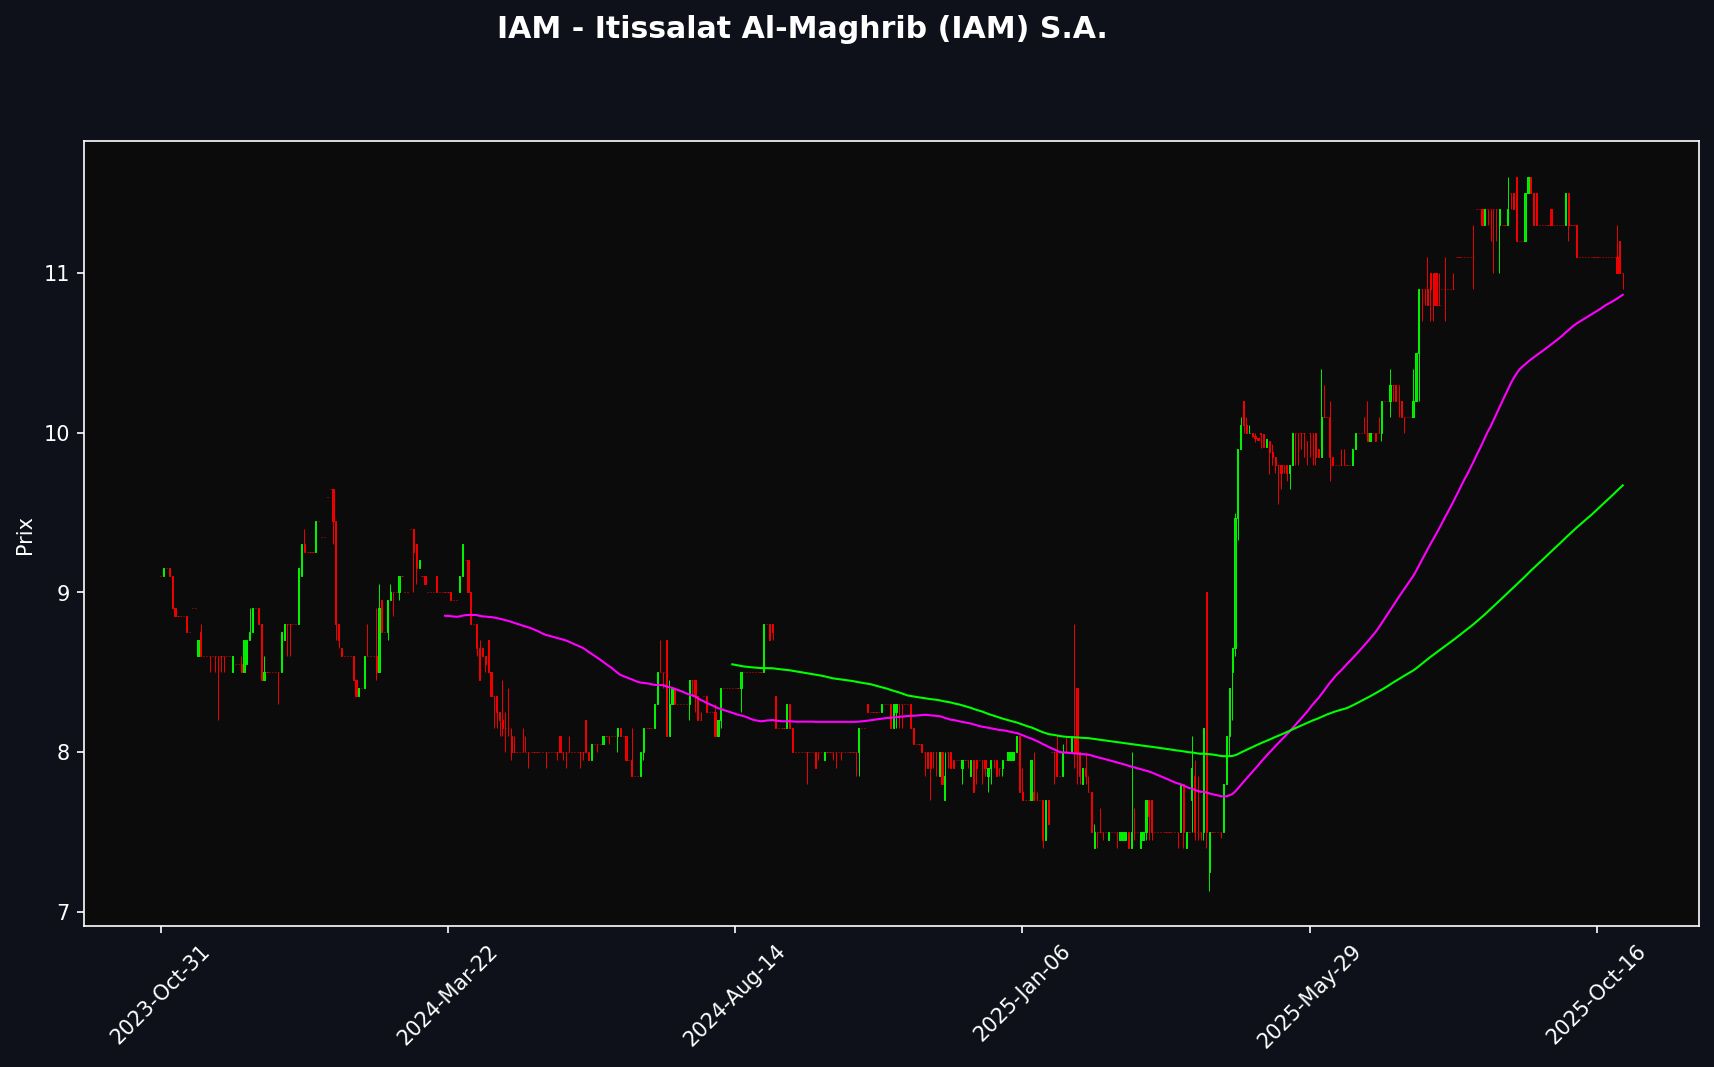 IAM - Itissalat Al-Maghrib (IAM) S.A.
Prix
11
10
9
8
7
2023-Oct-31
2024-Mar-22
2024-Aug-14
2025-Jan-06
2025-May-29
2025-Oct-16